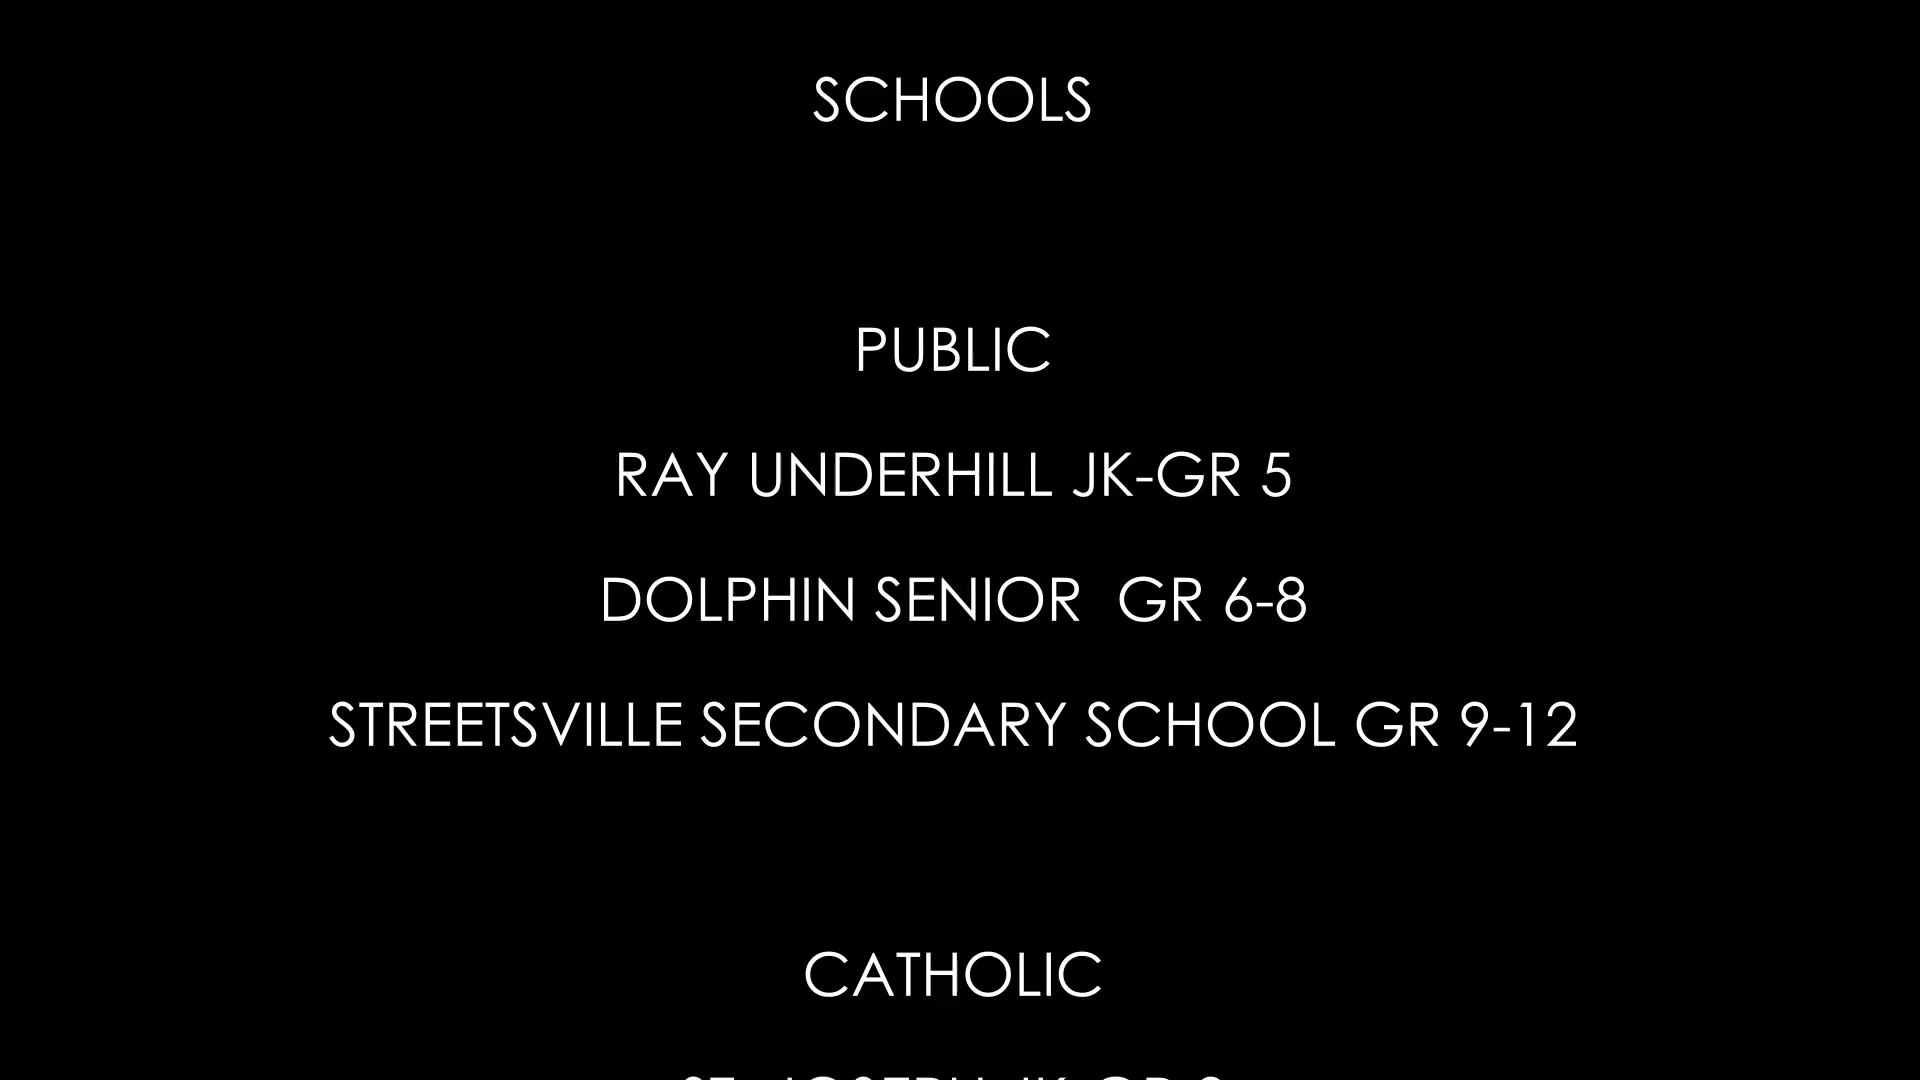 SCHOOLS
PUBLIC
RAY UNDERHILL JK-GR 5
DOLPHIN SENIOR  GR 6-8
STREETSVILLE SECONDARY SCHOOL GR 9-12
CATHOLIC